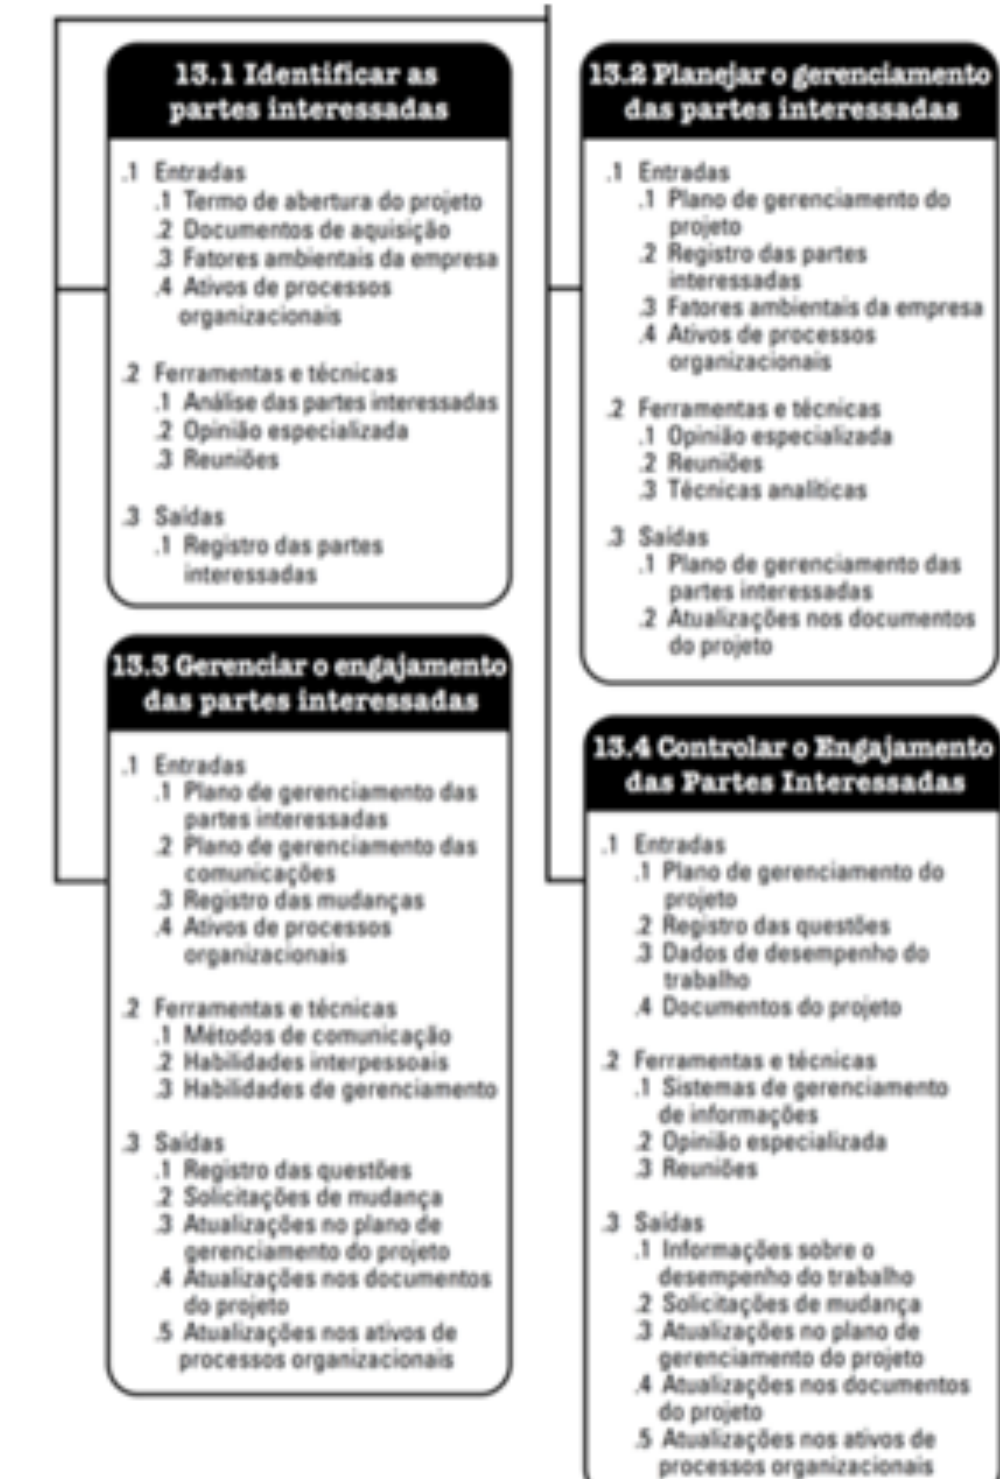 13.1 Identificar as
partes interessadas
.1 Entradas
.1 Termo de abertura do projeto
.2 Documentos de aquisição
.3 Fatores ambientais da empresa
.4 Ativos de processos
organizacionais
.2 Ferramentas e técnicas
.1 Análise das partes interessadas
.2 Opinião especializada
.3 Reuniões
.3 Saídas
.1 Registro das partes
interessadas
13.2 Planejar o gerenciamento
das partes interessadas
.1 Entradas
.1 Plano de gerenciamento do
projeto
.2 Registro das partes
interessadas
.3 Fatores ambientais da empresa
.4 Ativos de processos
organizacionais
.2 Ferramentas e técnicas
.1 Opinião especializada
.2 Reuniões
.3 Técnicas analíticas
.3 Saídas
.1 Plano de gerenciamento das
partes interessadas
.2 Atualizações nos documentos
do projeto
13.3 Gerenciar o engajamento
das partes interessadas
.1 Entradas
.1 Plano de gerenciamento das
partes interessadas
.2 Plano de gerenciamento das
comunicações
.3 Registro das mudanças
.4 Ativos de processos
organizacionais
.2 Ferramentas e técnicas
.1 Métodos de comunicação
.2 Habilidades interpessoais
.3 Habilidades de gerenciamento
.3 Saídas
.1 Registro das questões
.2 Solicitações de mudança
.3 Atualizações no plano de
gerenciamento do projeto
.4 Atualizações nos documentos
do projeto
.5 Atualizações nos ativos de
processos organizacionais
13.4 Controlar o Engajamento
das Partes Interessadas
.1 Entradas
.1 Plano de gerenciamento do
projeto
.2 Registro das questões
.3 Dados de desempenho do
trabalho
.4 Documentos do projeto
.2 Ferramentas e técnicas
.1 Sistemas de gerenciamento
de informações
.2 Opinião especializada
.3 Reuniões
.3 Saídas
.1 Informações sobre o
desempenho do trabalho
.2 Solicitações de mudança
.3 Atualizações no plano de
gerenciamento do projeto
.4 Atualizações nos documentos
do projeto
.5 Atualizações nos ativos de
processos organizacionais